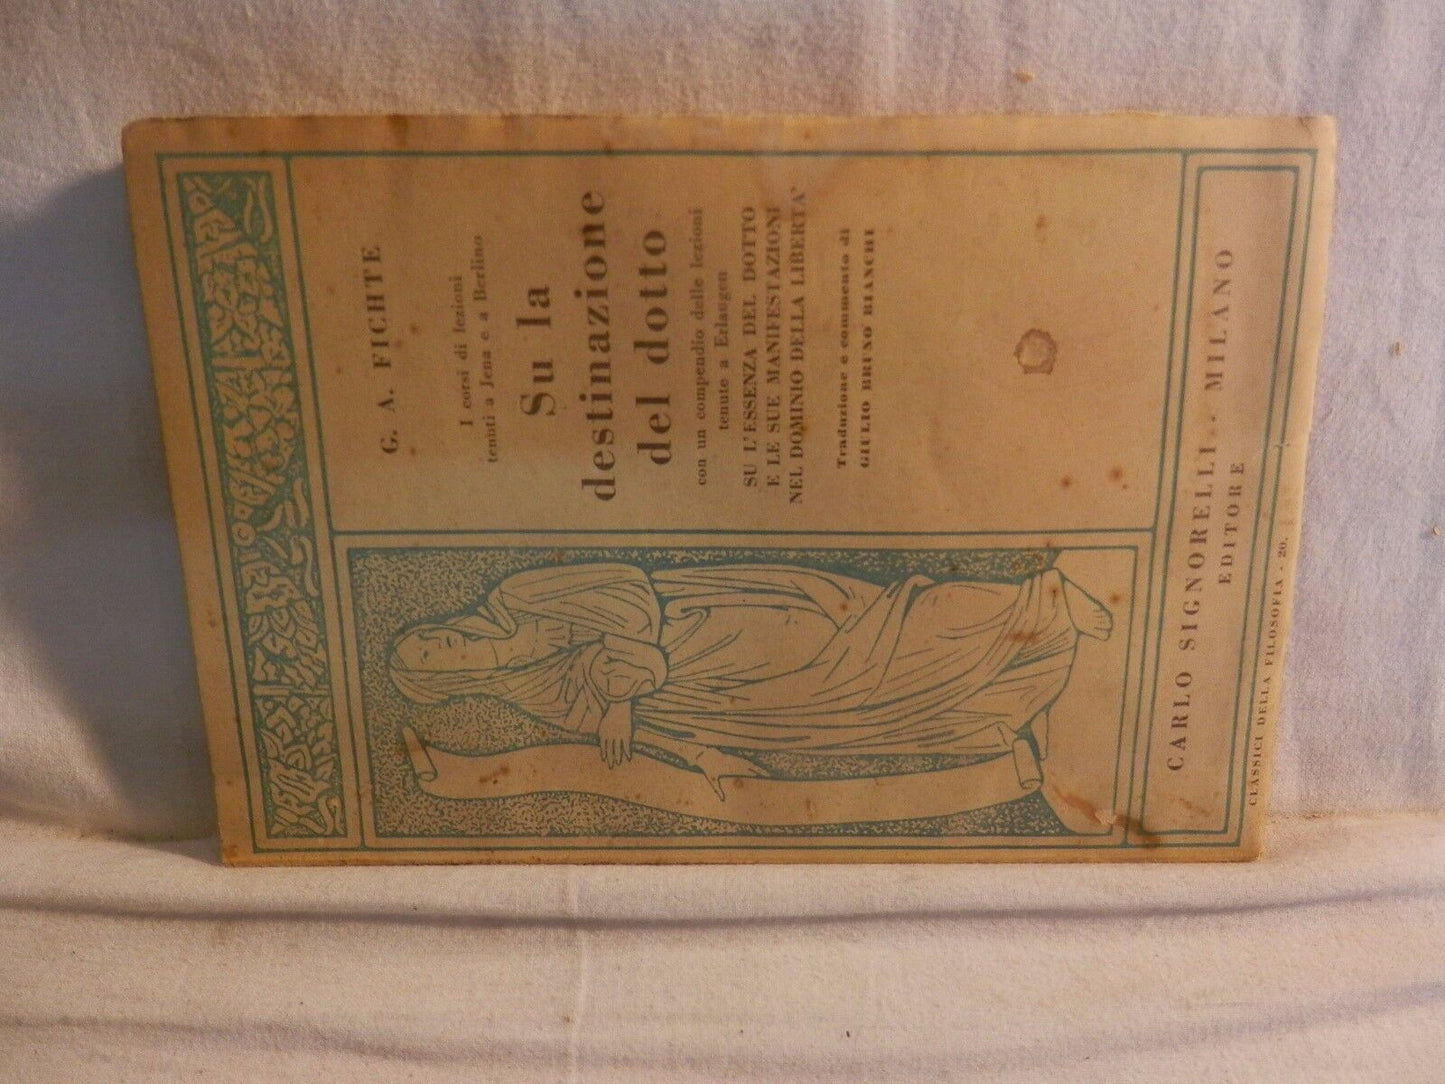 G. A. FICHTE
I corsi di lezioni
tenuti a Jena e a Berlino
Su la
destinazione
del dotto
con un compendio delle lezioni
tenute a Erlangen
SU L'ESSENZA DEL DOTTO
E LE SUE MANIFESTAZIONI
NEL DOMINIO DELLA LIBERTA'
Traduzione e commento di
GIULIO BRUNO BIANCHI
CARLO SIGNORELLI . . MILANO
EDITORE
CLASSICI DELLA FILOSOFIA - 20.